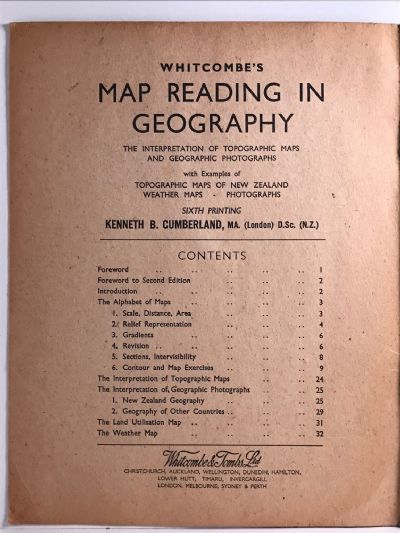 WHITCOMBE'S
MAP READING IN
GEOGRAPHY
THE INTERPRETATION OF TOPOGRAPHIC MAPS
AND GEOGRAPHIC PHOTOGRAPHS
with Examples of
TOPOGRAPHIC MAPS OF NEW ZEALAND
WEATHER MAPS - PHOTOGRAPHS
SIXTH PRINTING
KENNETH B. CUMBERLAND, MA. (London) D.Sc. (N.Z.)
CONTENTS
Foreword .. .. .. .. .. 1
Foreword to Second Edition .. .. .. 2
Introduction .. .. .. .. .. 2
The Alphabet of Maps .. .. .. .. 3
1. Scale, Distance, Area .. .. .. 3
2. Relief Representation .. .. .. 4
3. Gradients .. .. .. .. 6
4. Revision .. .. .. .. .. 6
5. Sections, Intervisibility .. .. .. 8
6. Contour and Map Exercises .. .. .. 9
The Interpretation of Topographic Maps .. .. 24
The Interpretation of Geographic Photographs .. .. 25
1. New Zealand Geography .. .. .. 25
2. Geography of Other Countries .. .. .. 29
The Land Utilisation Map .. .. .. .. 31
The Weather Map .. .. .. .. 32
Whitcombe & Tombs Ltd
CHRISTCHURCH, AUCKLAND, WELLINGTON, DUNEDIN, HAMILTON,
LOWER HUTT, TIMARU, INVERCARGILL,
LONDON, MELBOURNE, SYDNEY & PERTH